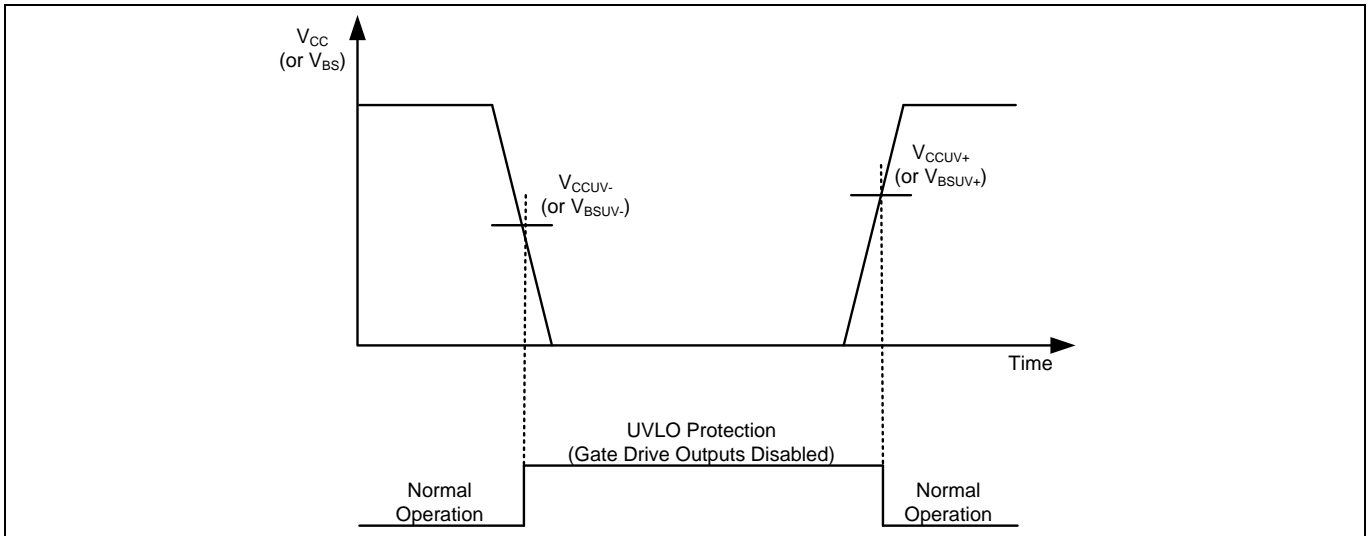 VCC
(or VBS)
VCCUV-
(or VBSUV-)
VCCUV+
(or VBSUV+)
Time
UVLO Protection
(Gate Drive Outputs Disabled)
Normal
Operation
Normal
Operation